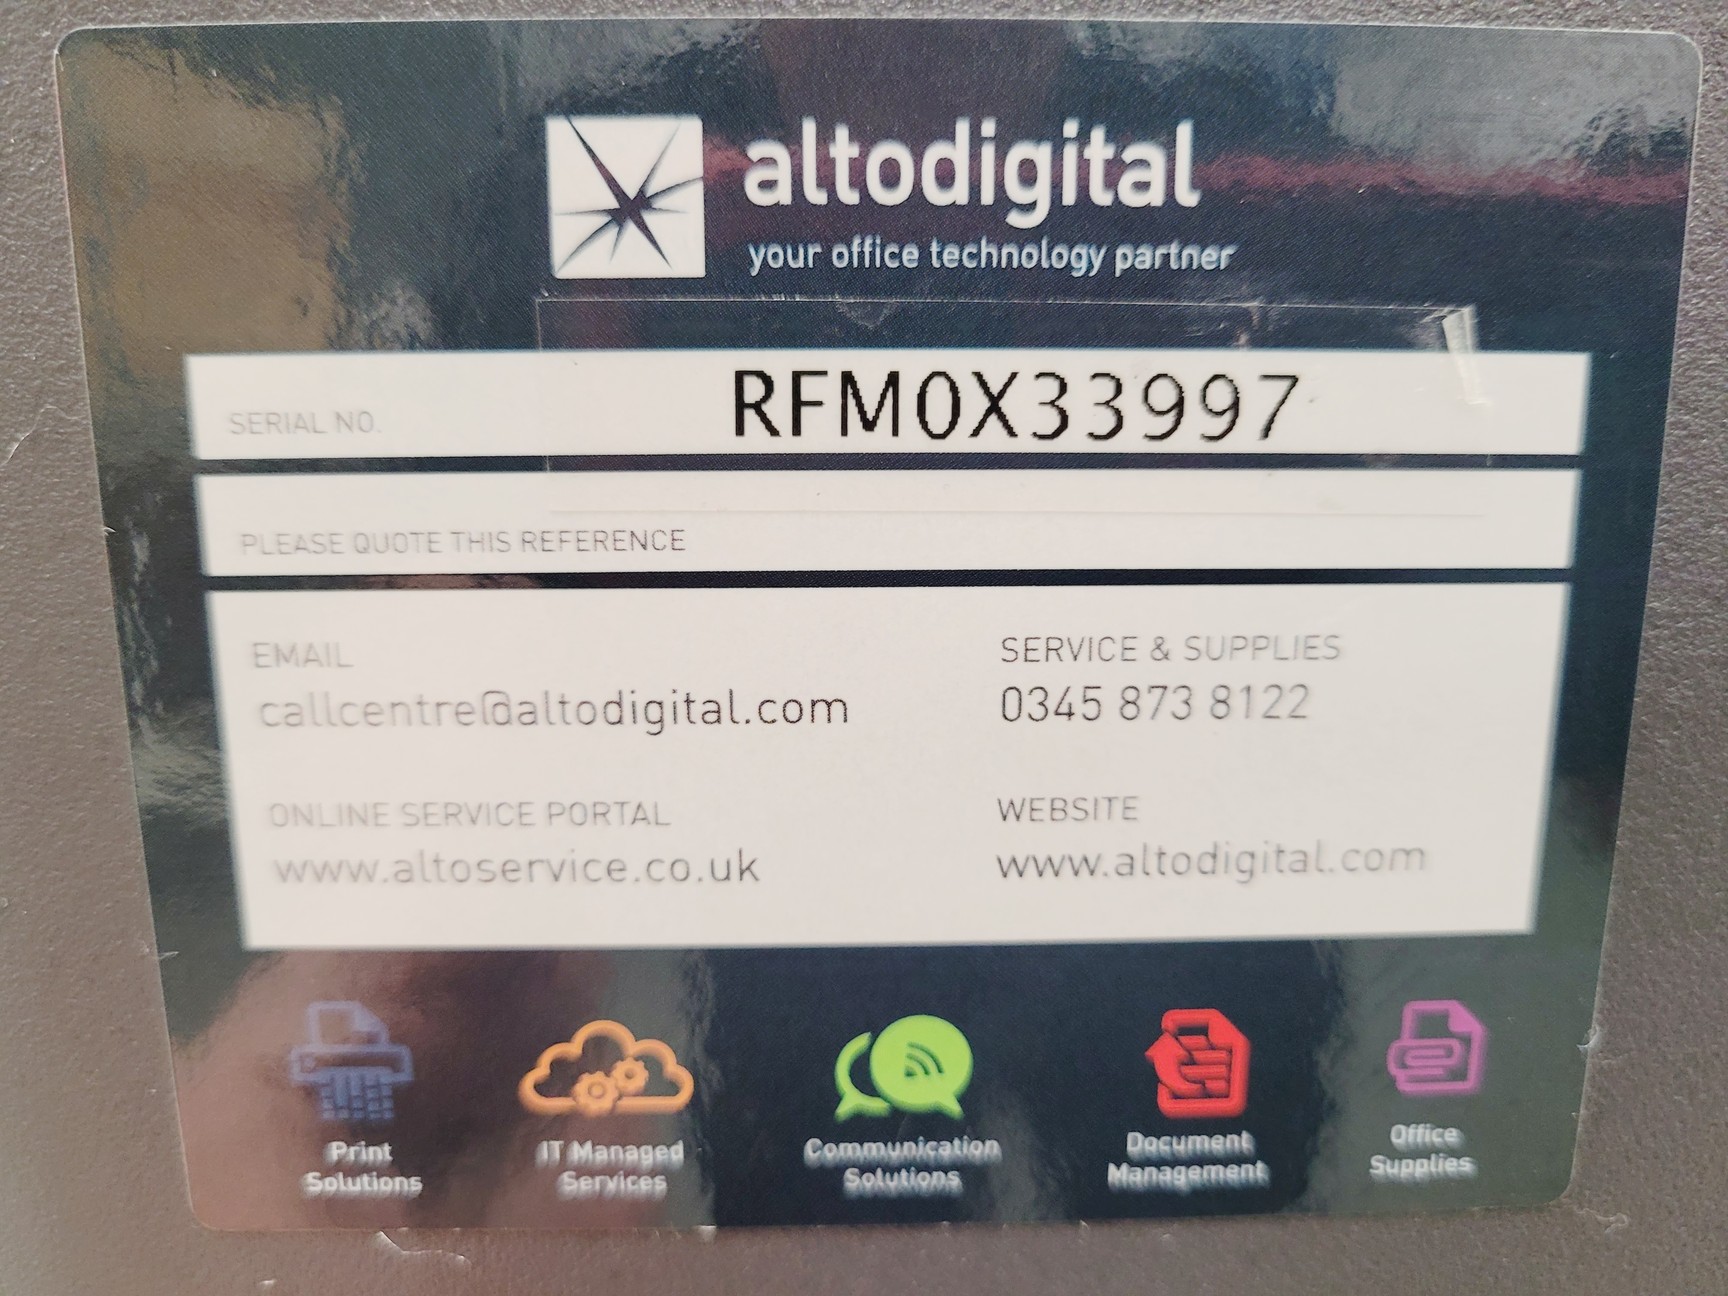 altodigital
your office technology partner
SERIAL NO. RFM0X33997
PLEASE QUOTE THIS REFERENCE
EMAIL
callcentre@altodigital.com
SERVICE & SUPPLIES
0345 873 8122
ONLINE SERVICE PORTAL
www.altoservice.co.uk
WEBSITE
www.altodigital.com
Print
Solutions
IT Managed
Services
Communication
Solutions
Document
Management
Office
Supplies